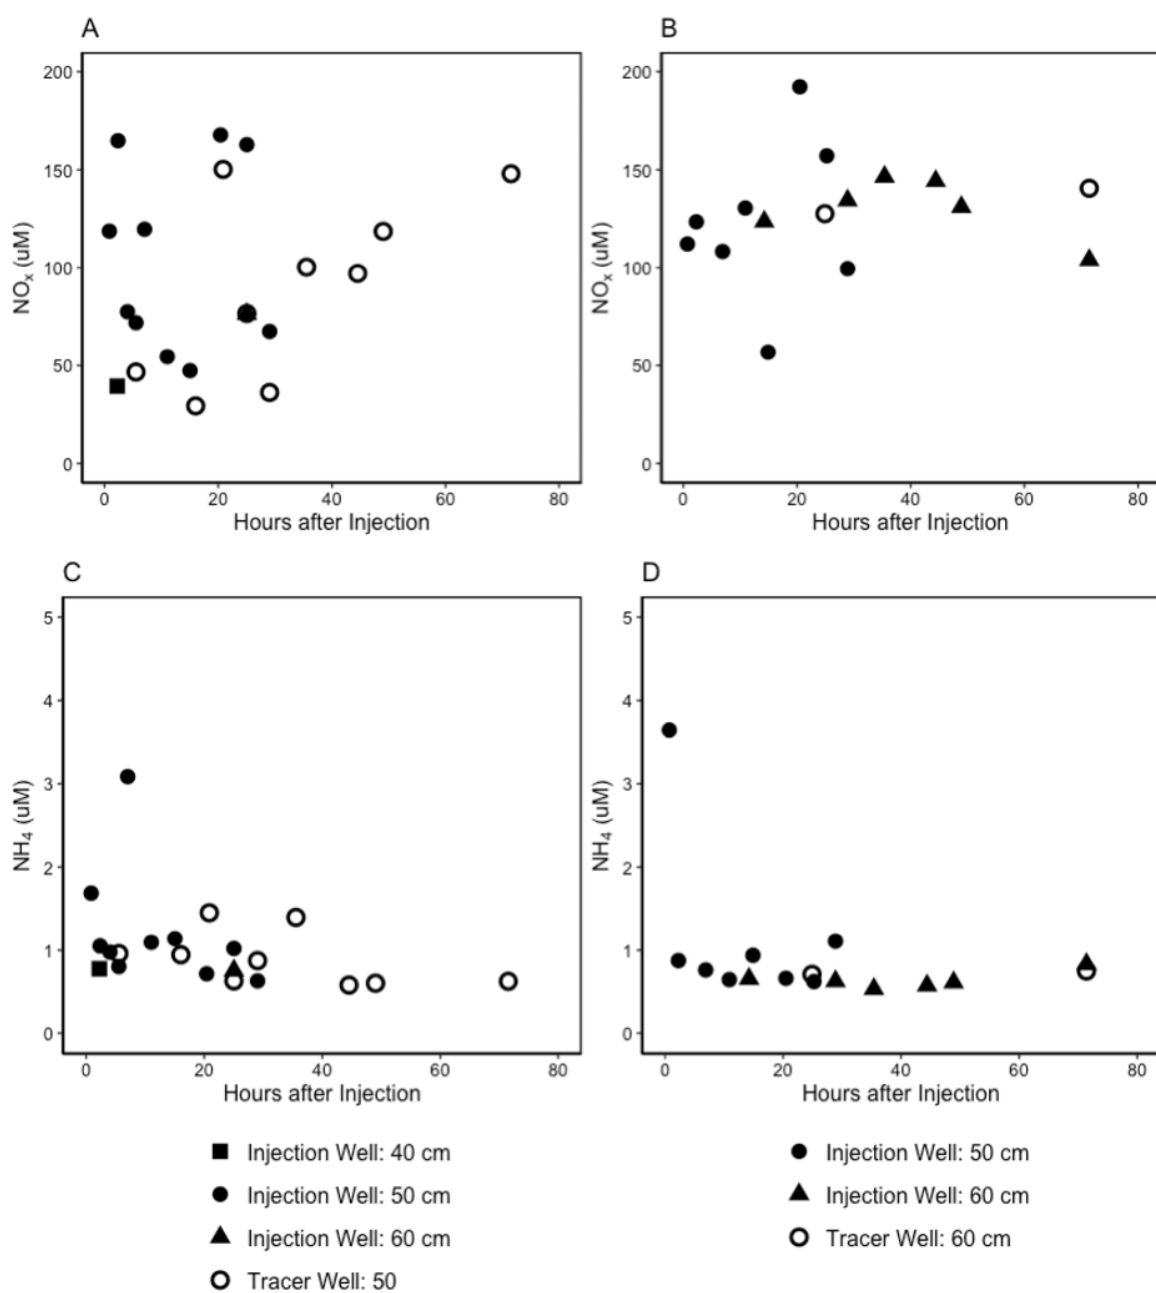 A
NOx (uM)
200
150
100
50
0
0 20 40 60 80
Hours after Injection
B
NOx (uM)
200
150
100
50
0
0 20 40 60 80
Hours after Injection
C
NH4 (uM)
5
4
3
2
1
0
0 20 40 60 80
Hours after Injection
D
NH4 (uM)
5
4
3
2
1
0
0 20 40 60 80
Hours after Injection
Injection Well: 40 cm
Injection Well: 50 cm
Injection Well: 60 cm
Tracer Well: 50
Injection Well: 50 cm
Injection Well: 60 cm
Tracer Well: 60 cm